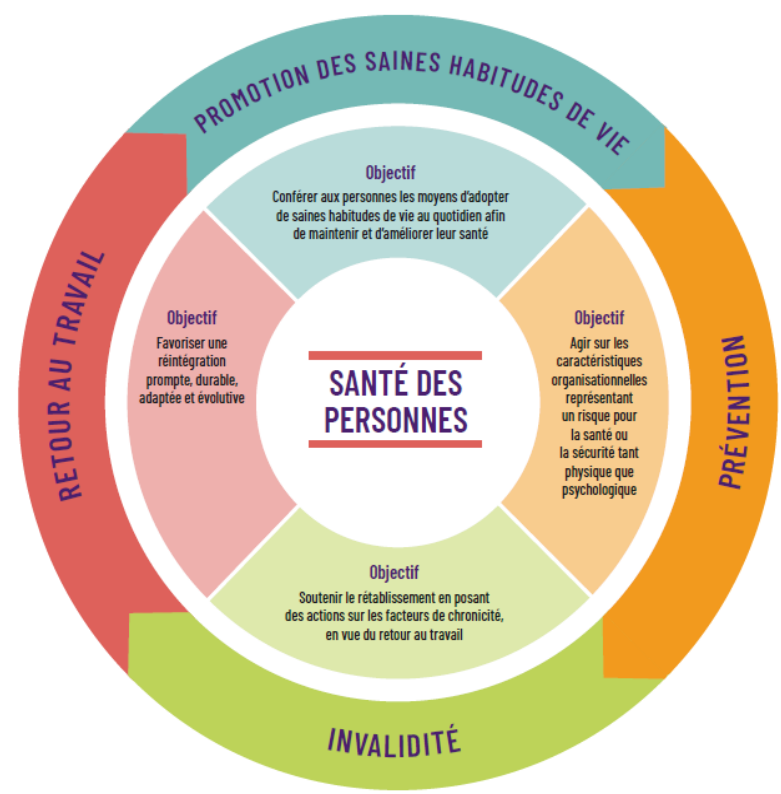 PROMOTION DES SAINES HABITUDES DE VIE
Objectif
Conférer aux personnes les moyens d'adopter
de saines habitudes de vie au quotidien afin
de maintenir et d'améliorer leur santé
PRÉVENTION
Objectif
Agir sur les
caractéristiques
organisationnelles
représentant
un risque pour
la santé ou
la sécurité tant
physique que
psychologique
INVALIDITÉ
Objectif
Soutenir le rétablissement en posant
des actions sur les facteurs de chronicité,
en vue du retour au travail
RETOUR AU TRAVAIL
Objectif
Favoriser une
réintégration
prompte, durable,
adaptée et évolutive
SANTÉ DES
PERSONNES